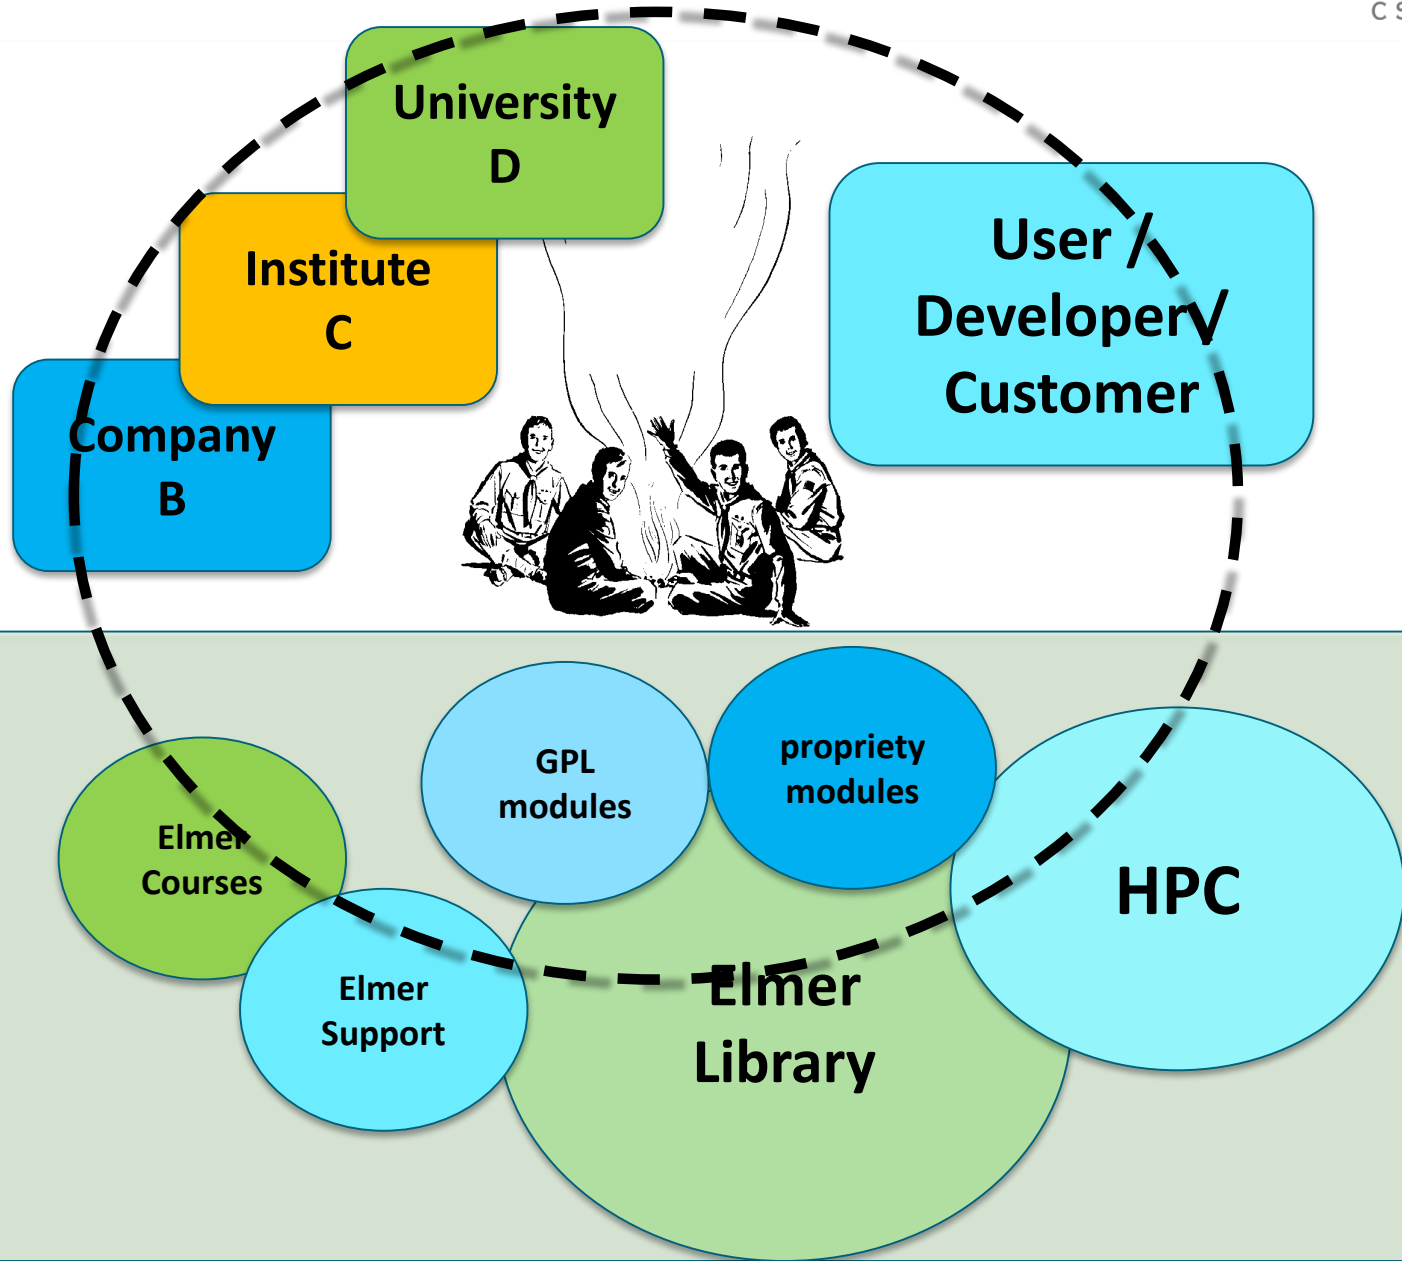 C S
University
D
Institute
C
Company
B
User /
Developer /
Customer
GPL
modules
propriety
modules
Elmer
Courses
HPC
Elmer
Support
Elmer
Library